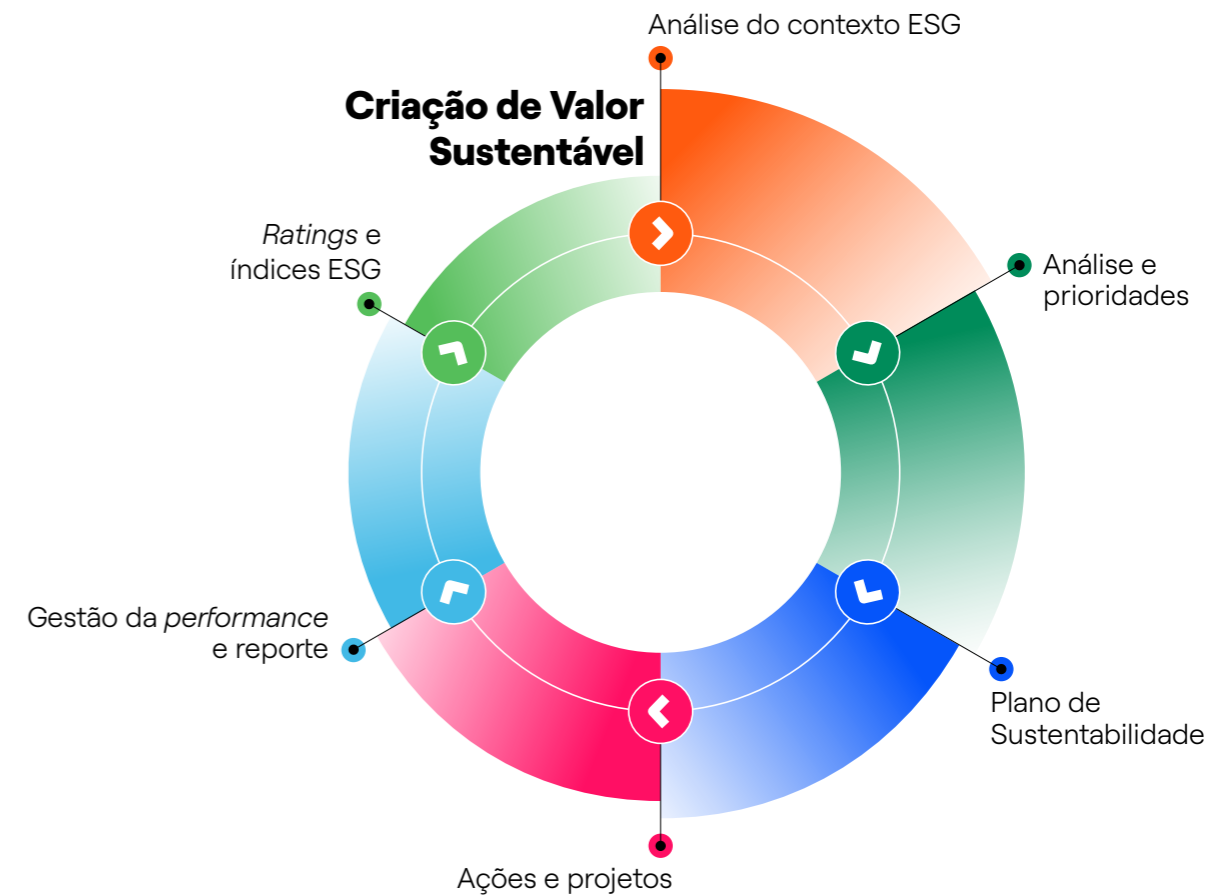 Análise do contexto ESG
Criação de Valor
Sustentável
Ratings e
índices ESG
Análise e
prioridades
Gestão da performance
e reporte
Plano de
Sustentabilidade
Ações e projetos